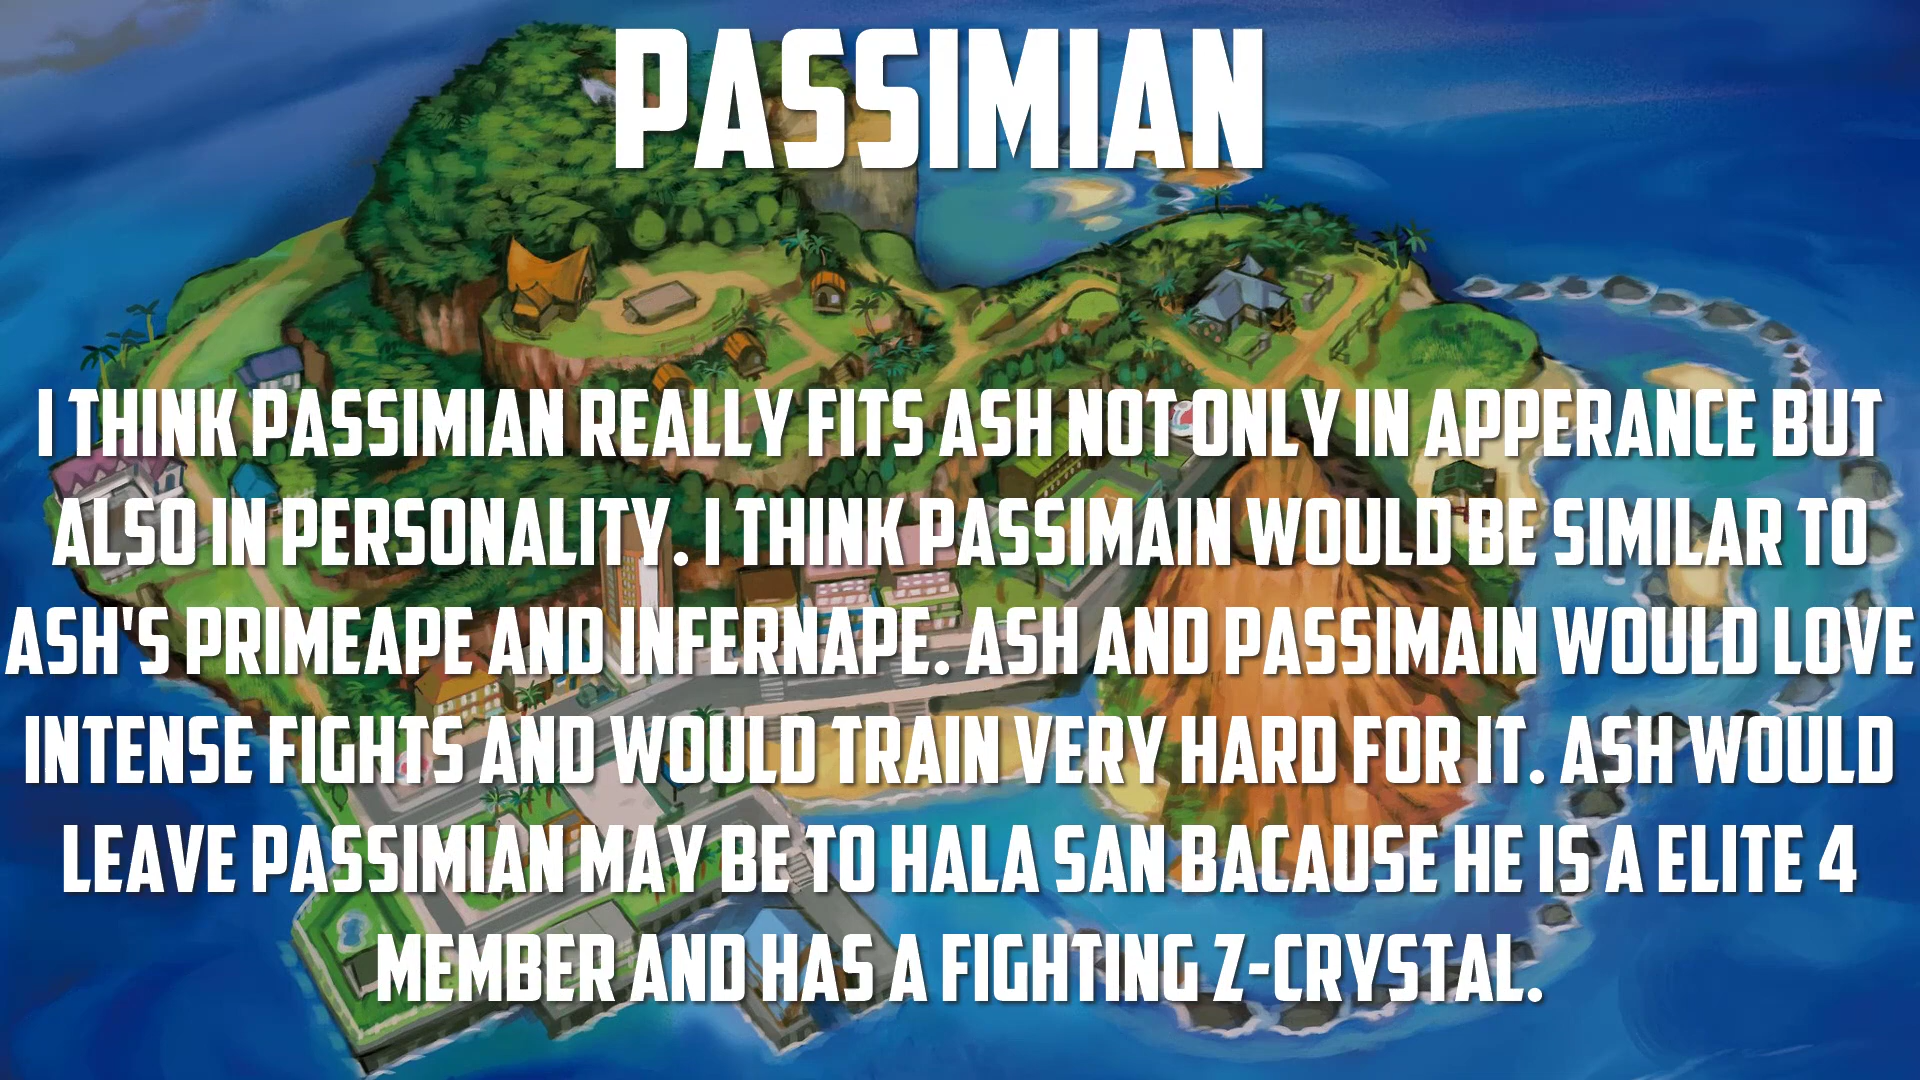 PASSIMIAN
I THINK PASSIMIAN REALLY FITS ASH NOT ONLY IN APPERANCE BUT
ALSO IN PERSONALITY. I THINK PASSIMAIN WOULD BE SIMILAR TO
ASH'S PRIMEAPE AND INFERNAPE. ASH AND PASSIMAIN WOULD LOVE
INTENSE FIGHTS AND WOULD TRAIN VERY HARD FOR IT. ASH WOULD
LEAVE PASSIMIAN MAY BE TO HALA SAN BACAUSE HE IS A ELITE 4
MEMBER AND HAS A FIGHTING Z-CRYSTAL.